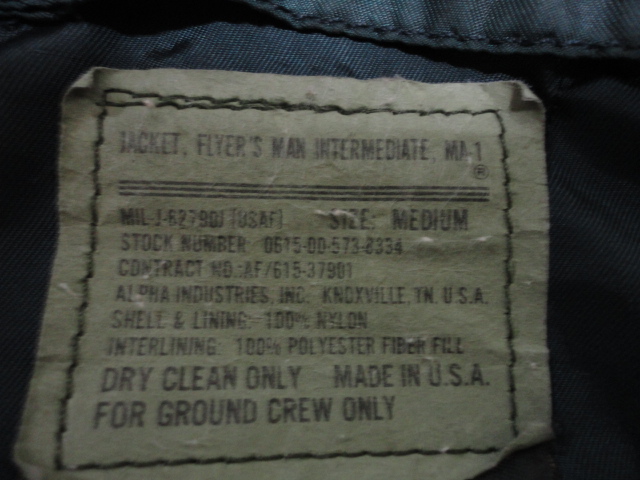 JACKET, FLYER'S MAN INTERMEDIATE, MA-1
®
MIL-J-6279DJ (USAF) SIZE: MEDIUM
STOCK NUMBER 0615-00-573-8334
CONTRACT NO.:AF/615-37901
ALPHA INDUSTRIES, INC. KNOXVILLE, TN. U.S.A.
SHELL & LINING:-100% NYLON
INTERLINING: 100% POLYESTER FIBER FILL
DRY CLEAN ONLY MADE IN U.S.A.
FOR GROUND CREW ONLY